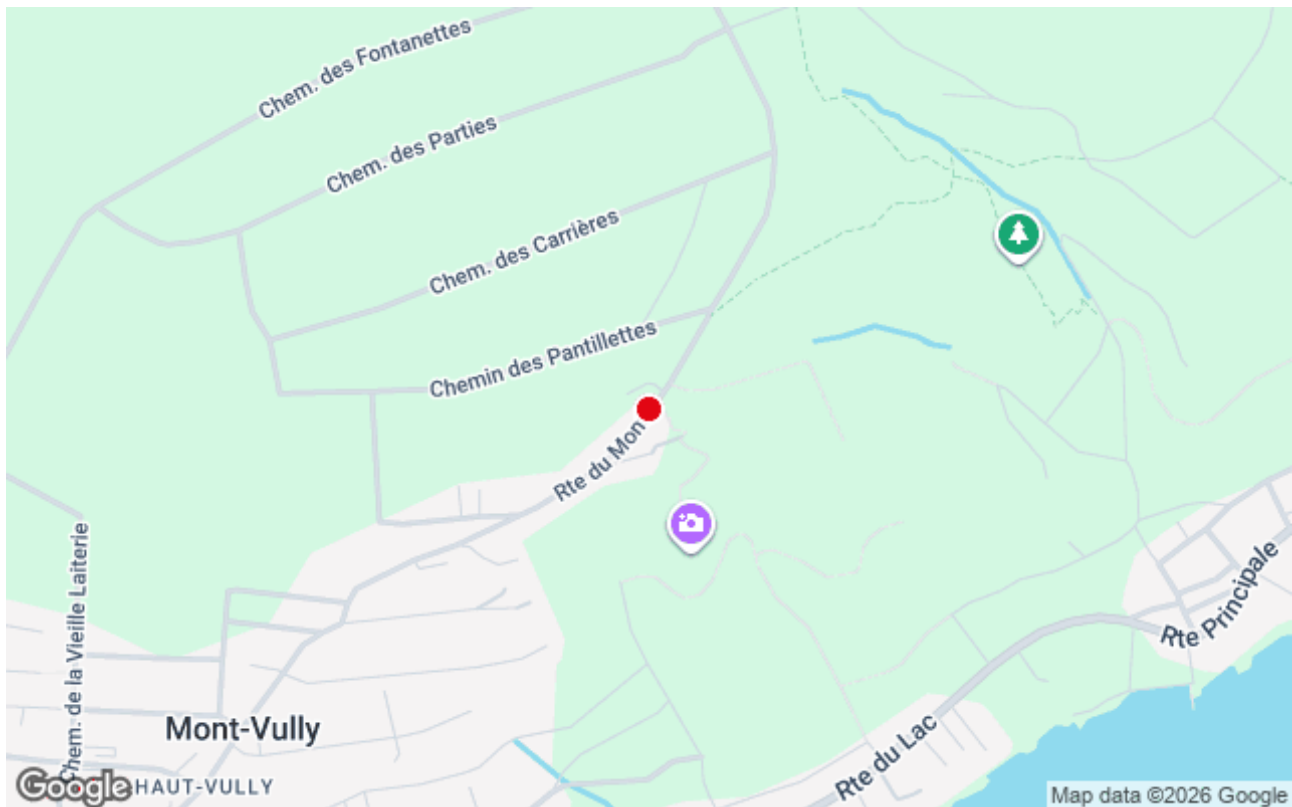 Chem. des Fontanettes
Chem. des Parties
Chem. des Carrières
Chemin des Pantillettes
Rte du Mon
Chem. de la Vieille Laiterie
Rte Principale
Mont-Vully
Rte du Lac
HAUT-VULLY
Google
Map data ©2026 Google